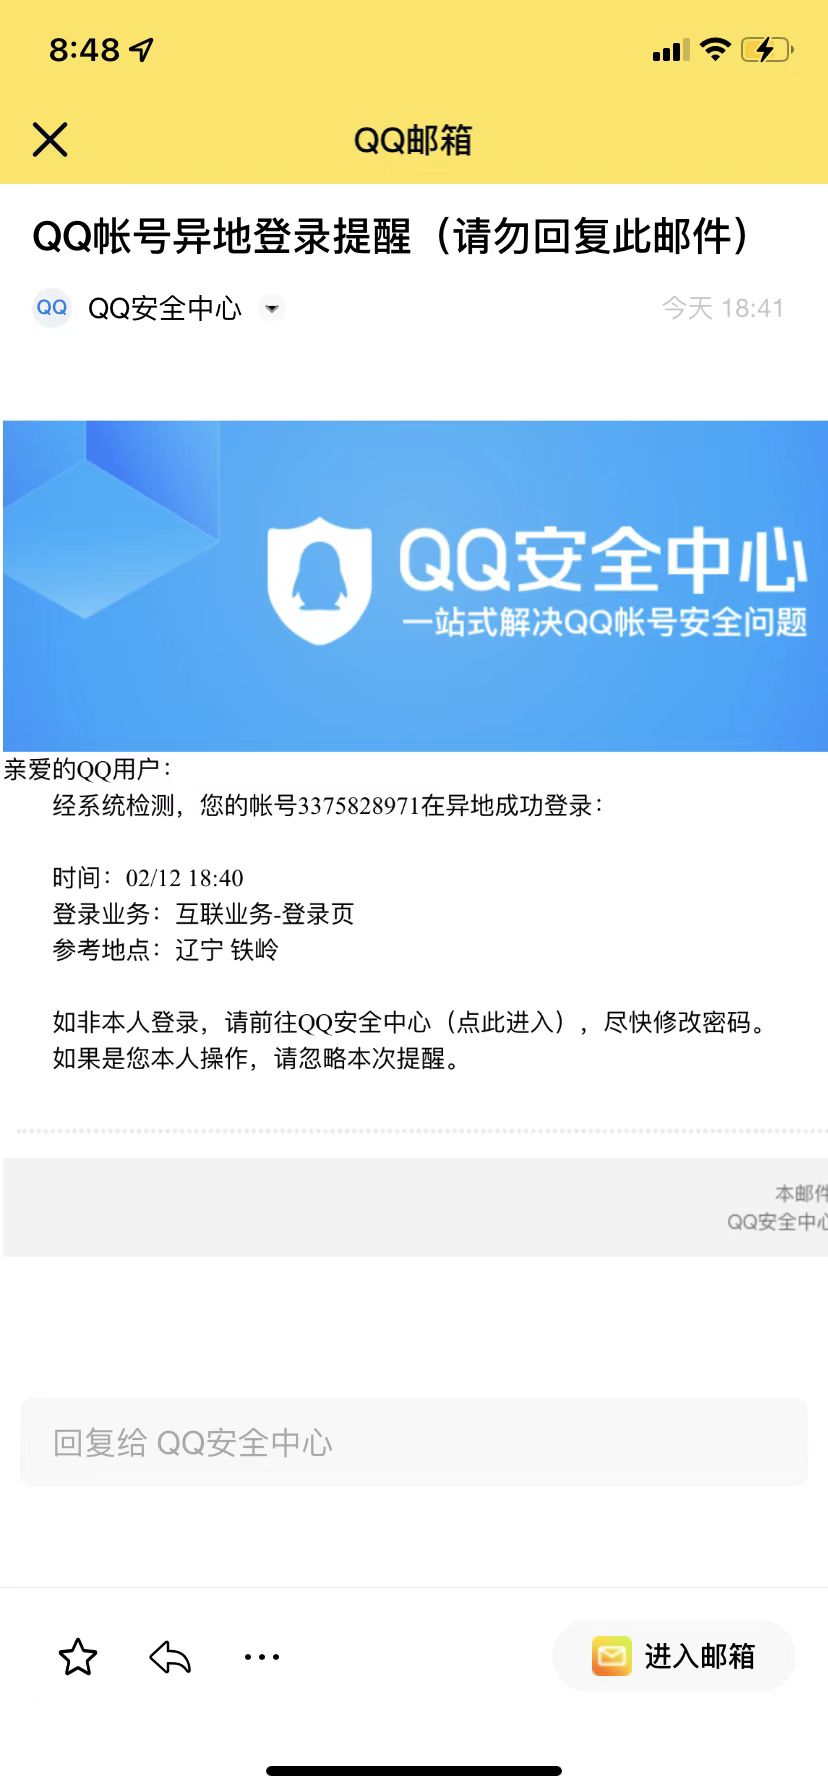 8:48
QQ邮箱
QQ帐号异地登录提醒（请勿回复此邮件）
QQ QQ安全中心 今天 18:41
QQ安全中心
一站式解决QQ帐号安全问题
亲爱的QQ用户：
经系统检测，您的帐号3375828971在异地成功登录：
时间：02/12 18:40
登录业务：互联业务-登录页
参考地点：辽宁 铁岭
如非本人登录，请前往QQ安全中心（点此进入），尽快修改密码。
如果是您本人操作，请忽略本次提醒。
本邮件
QQ安全中心
回复给 QQ安全中心
进入邮箱